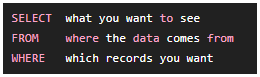 SELECT what you want to see
FROM where the data comes from
WHERE which records you want